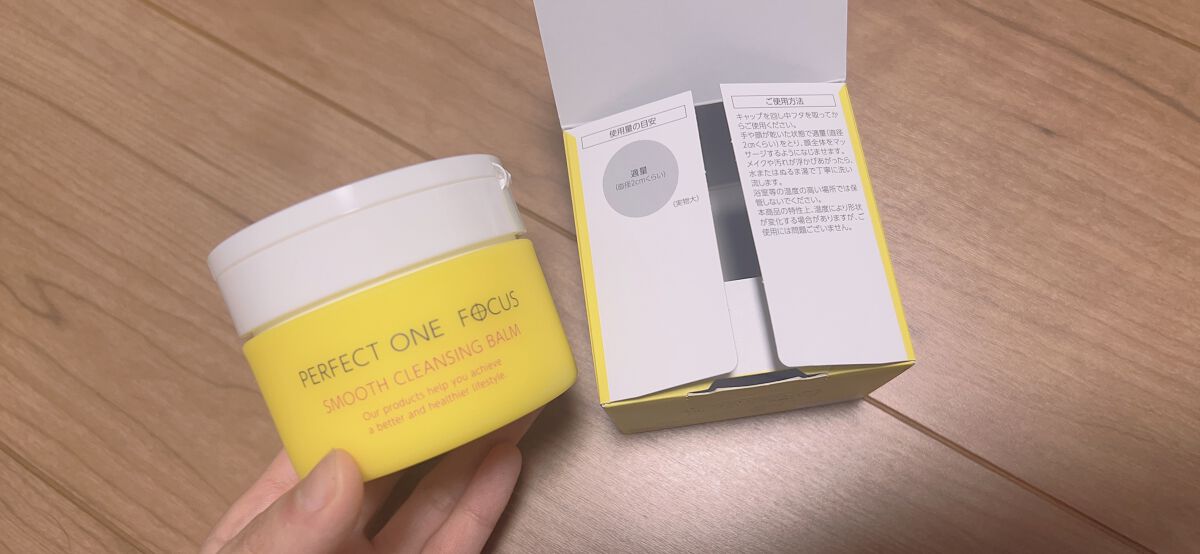 PERFECT ONE FOCUS
SMOOTH CLEANSING BALM
Our products help you achieve
a better and healthier lifestyle.
使用量の目安
適量
(直径2cmくらい)
(実物大)
ご使用方法
キャップを回し中フタを取ってか
らご使用ください。
手や顔が乾いた状態で適量(直径
2cmくらい)をとり、顔全体をマッ
サージするようになじませます。
メイクや汚れが浮かびあがったら、
水またはぬるま湯で丁寧に洗い
流します。
浴室等の湿度の高い場所では保
管しないでください。
本商品の特性上、温度により形状
が変化する場合がありますが、ご
使用には問題ございません。